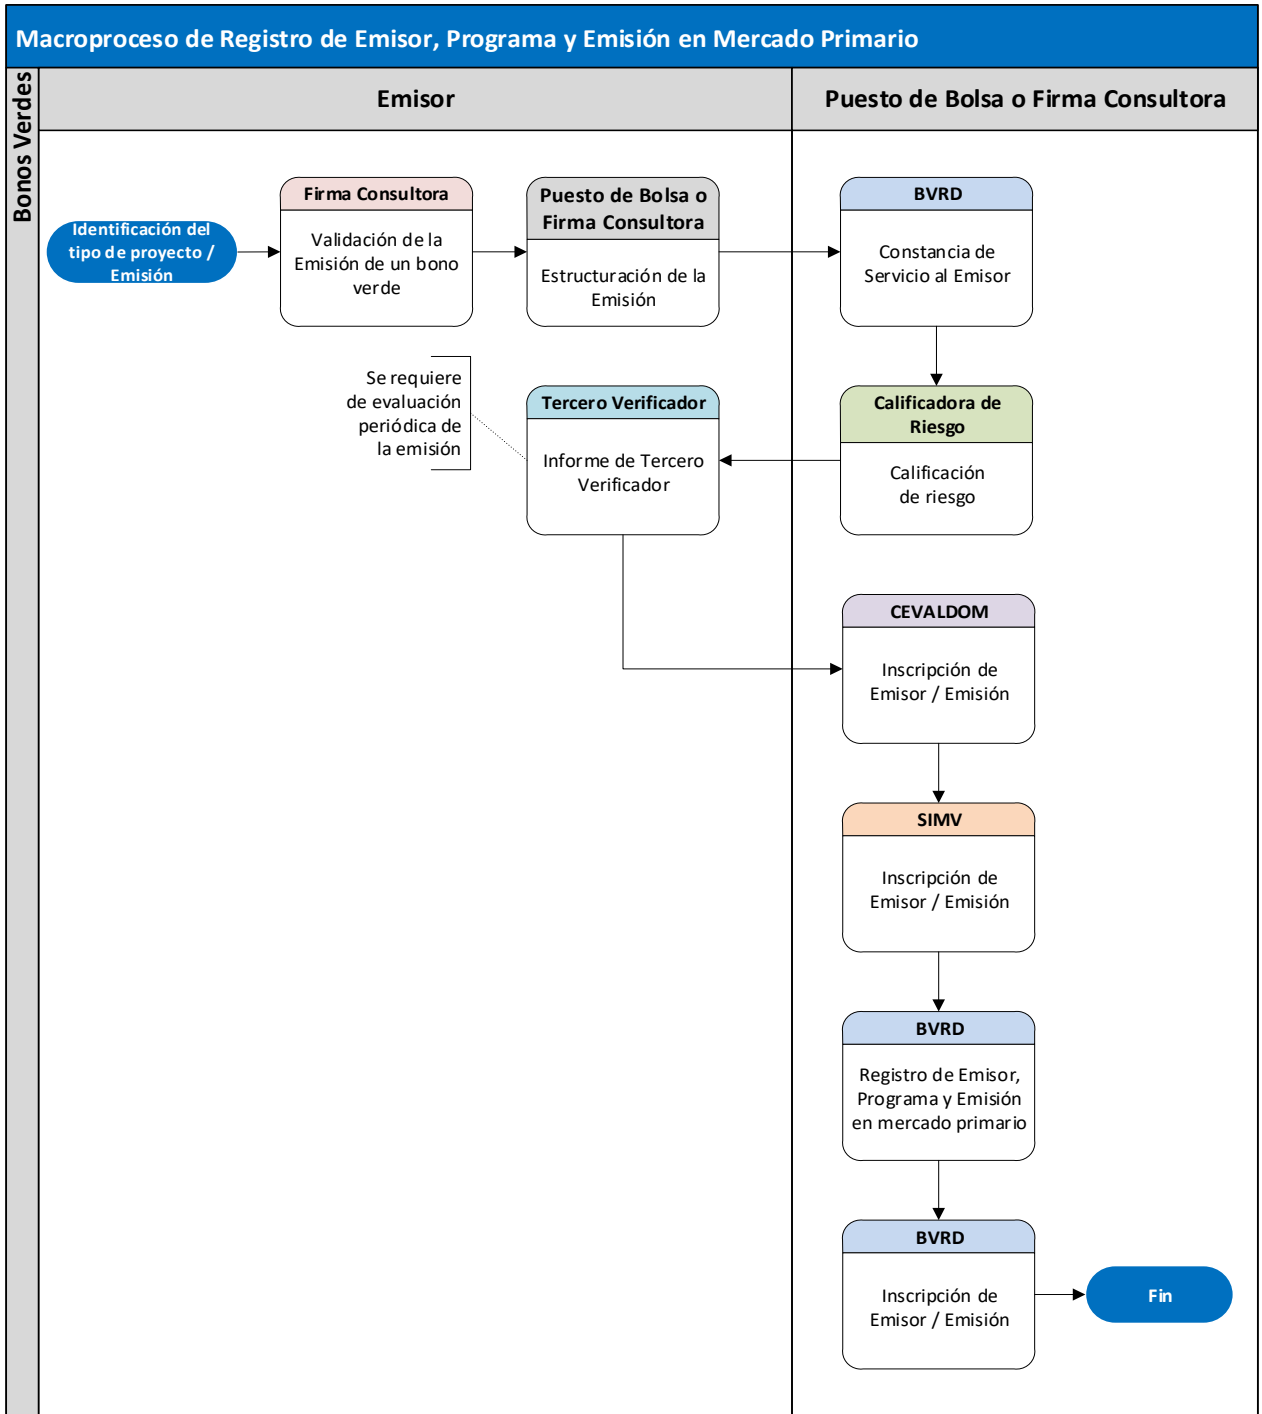 Macroproceso de Registro de Emisor, Programa y Emisión en Mercado Primario
Bonos Verdes
Emisor
Puesto de Bolsa o Firma Consultora
Identificación del
tipo de proyecto /
Emisión
Firma Consultora
Validación de la
Emisión de un bono
verde
Puesto de Bolsa o
Firma Consultora
Estructuración de la
Emisión
BVRD
Constancia de
Servicio al Emisor
Se requiere
de evaluación
periódica de
la emisión
Tercero Verificador
Informe de Tercero
Verificador
Calificadora de
Riesgo
Calificación
de riesgo
CEVALDOM
Inscripción de
Emisor / Emisión
SIMV
Inscripción de
Emisor / Emisión
BVRD
Registro de Emisor,
Programa y Emisión
en mercado primario
BVRD
Inscripción de
Emisor / Emisión
Fin